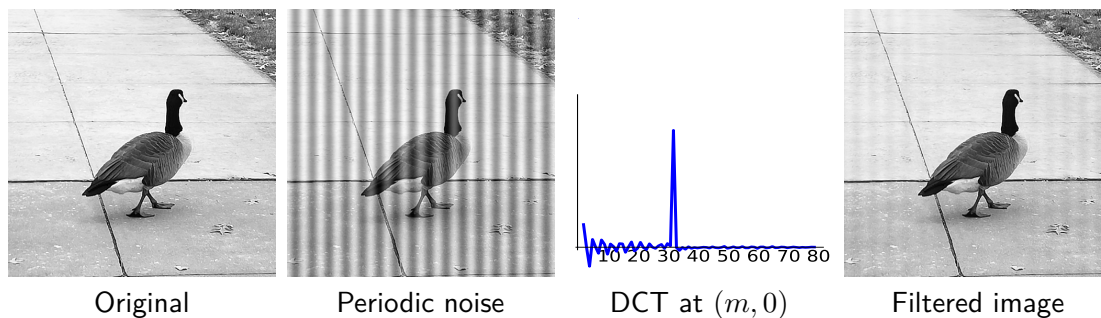 10 20 30 40 50 60 70 80
Original
Periodic noise
DCT at (m, 0)
Filtered image